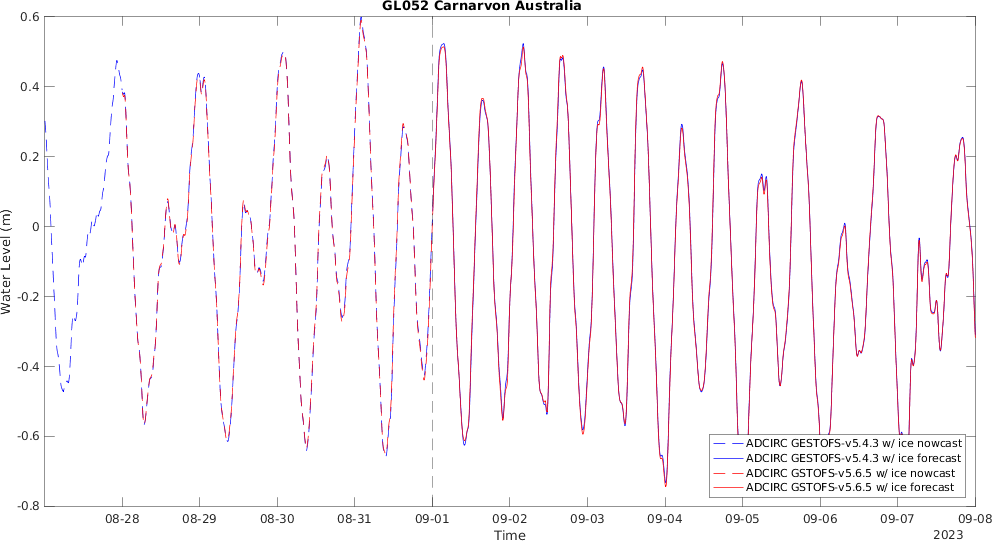 GL052 Carnarvon Australia
Water Level (m)
0.6
0.4
0.2
0
-0.2
-0.4
-0.6
-0.8
ADCIRC GESTOFS-v5.4.3 w/ ice nowcast
ADCIRC GESTOFS-v5.4.3 w/ ice forecast
ADCIRC GSTOFS-v5.6.5 w/ ice nowcast
ADCIRC GSTOFS-v5.6.5 w/ ice forecast
08-28 08-29 08-30 08-31 09-01 09-02 09-03 09-04 09-05 09-06 09-07 09-08
Time
2023